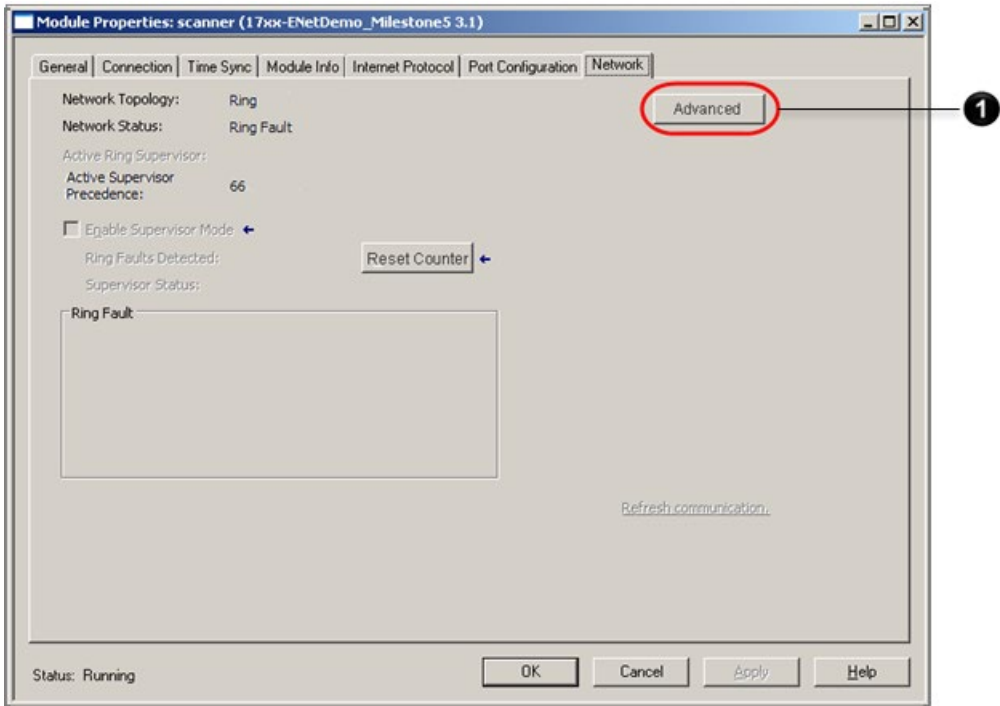 Module Properties: scanner (17xx-ENetDemo_Milestone5 3.1)
General Connection Time Sync Module Info Internet Protocol Port Configuration Network
Network Topology: Ring
Advanced
1
Network Status: Ring Fault
Active Ring Supervisor:
Active Supervisor
Precedence: 66
Enable Supervisor Mode
Ring Faults Detected:
Reset Counter
Supervisor Status:
Ring Fault
Refresh communication.
Status: Running
OK Cancel Apply Help